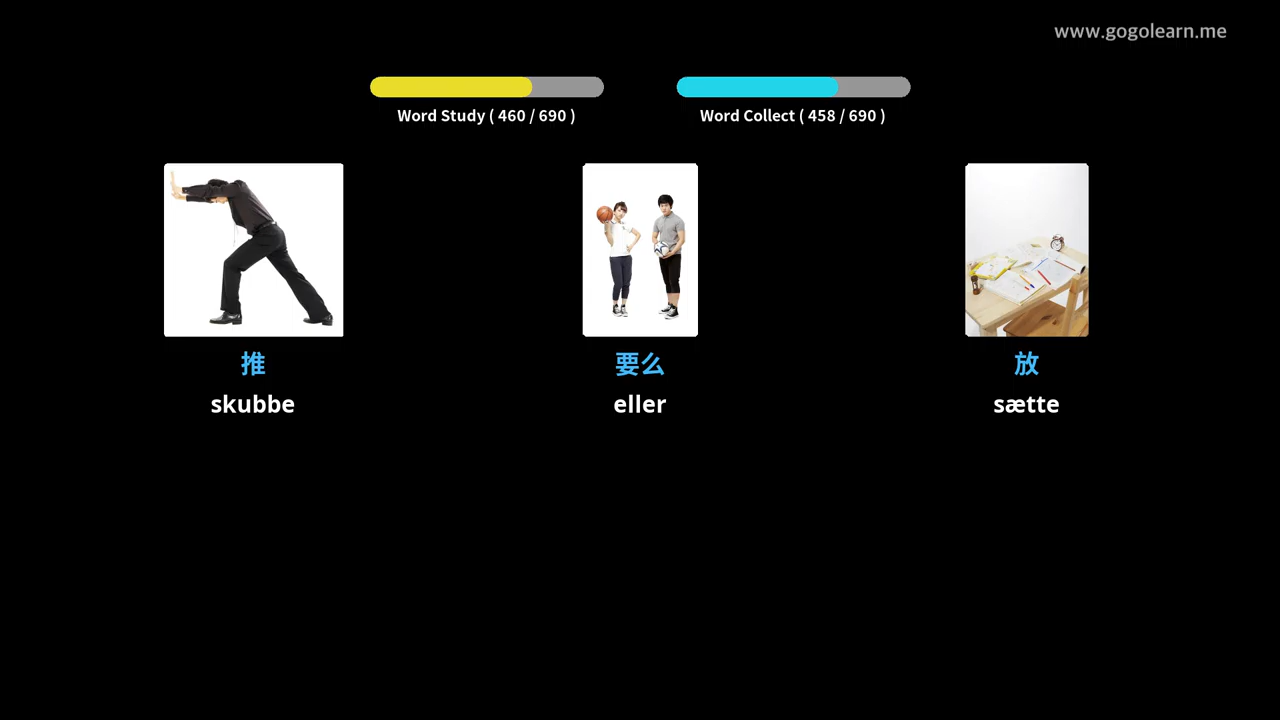 www.gogolearn.me
Word Study ( 460 / 690 )
Word Collect ( 458 / 690 )
推
要么
放
skubbe
eller
sætte